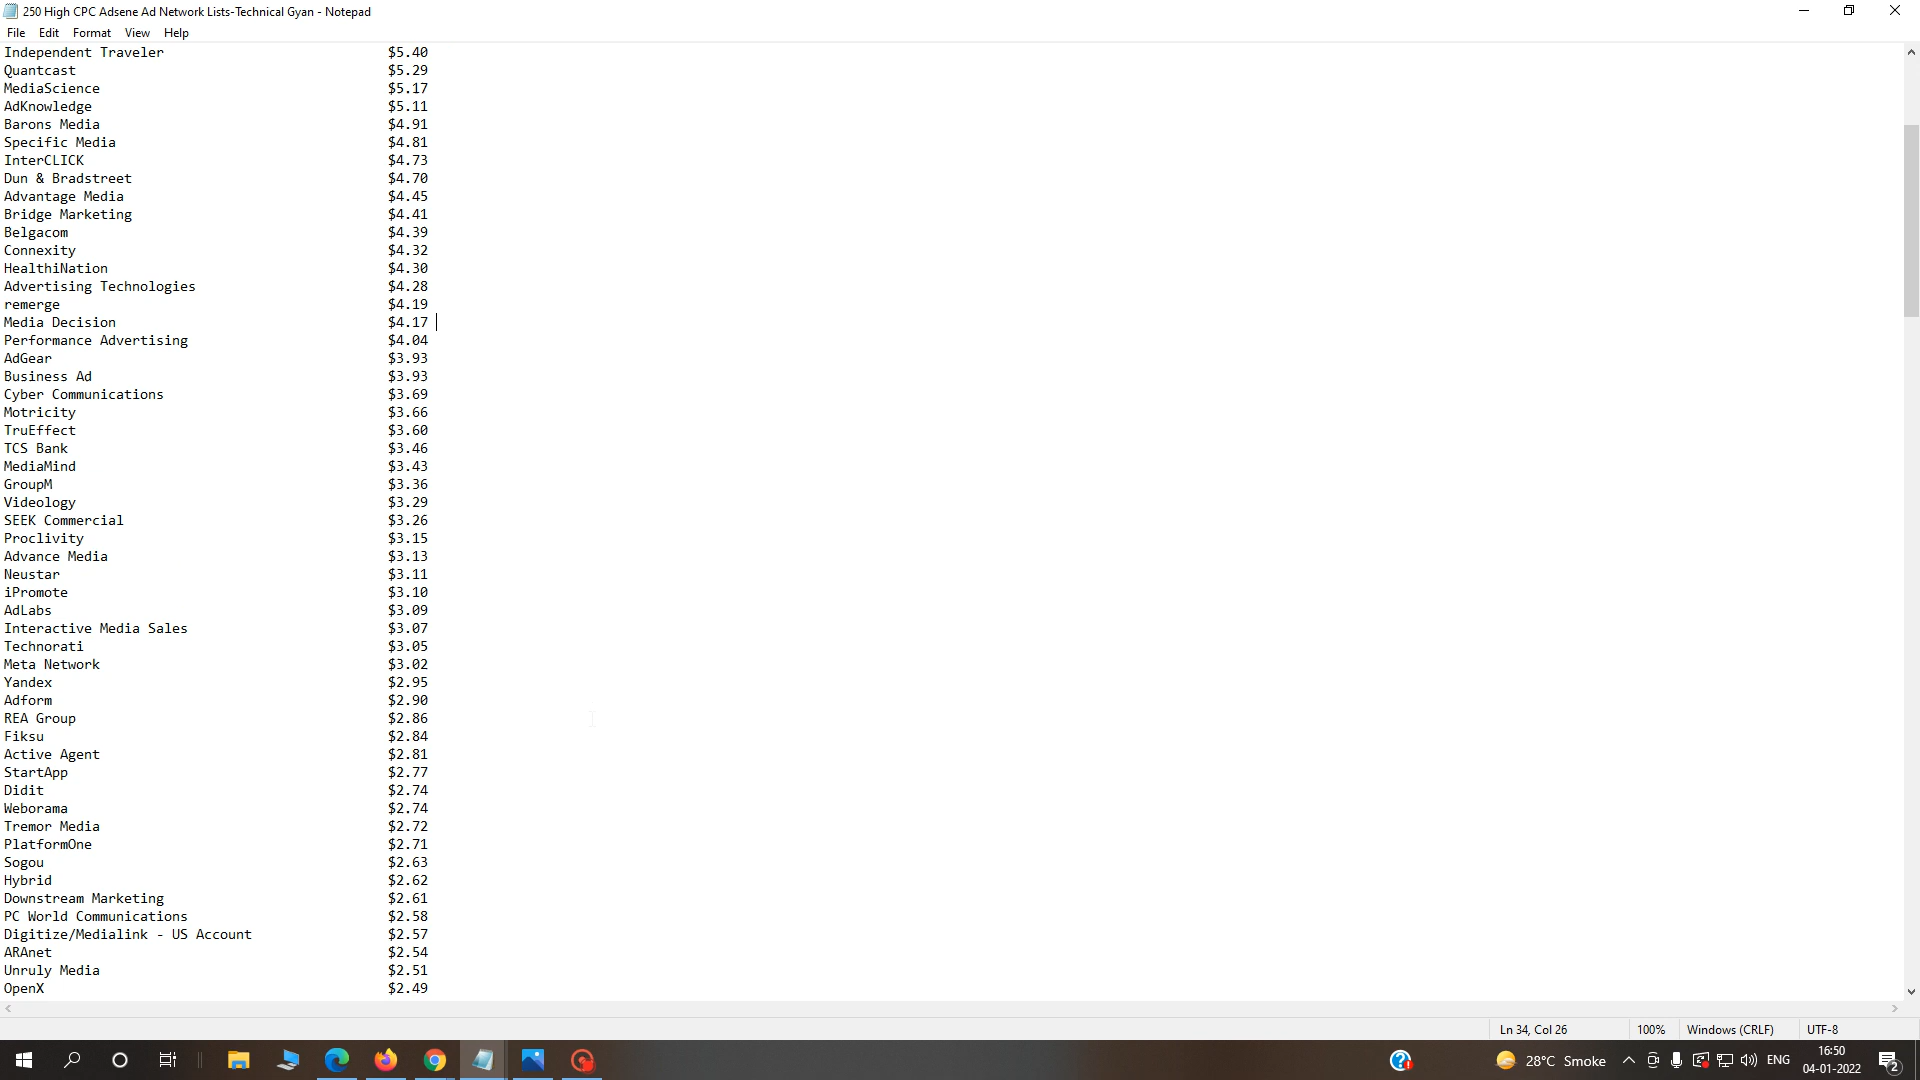 250 High CPC Adsene Ad Network Lists-Technical Gyan - Notepad
File Edit Format View Help
Independent Traveler $5.40
Quantcast $5.29
MediaScience $5.17
AdKnowledge $5.11
Barons Media $4.91
Specific Media $4.81
InterCLICK $4.73
Dun & Bradstreet $4.70
Advantage Media $4.45
Bridge Marketing $4.41
Belgacom $4.39
Connexity $4.32
HealthiNation $4.30
Advertising Technologies $4.28
remerge $4.19
Media Decision $4.17
Performance Advertising $4.04
AdGear $3.93
Business Ad $3.93
Cyber Communications $3.69
Motricity $3.66
TruEffect $3.60
TCS Bank $3.46
MediaMind $3.43
GroupM $3.36
Videology $3.29
SEEK Commercial $3.26
Proclivity $3.15
Advance Media $3.13
Neustar $3.11
iPromote $3.10
AdLabs $3.09
Interactive Media Sales $3.07
Technorati $3.05
Meta Network $3.02
Yandex $2.95
Adform $2.90
REA Group $2.86
Fiksu $2.84
Active Agent $2.81
StartApp $2.77
Didit $2.74
Weborama $2.74
Tremor Media $2.72
PlatformOne $2.71
Sogou $2.63
Hybrid $2.62
Downstream Marketing $2.61
PC World Communications $2.58
Digitize/Medialink - US Account $2.57
ARAnet $2.54
Unruly Media $2.51
OpenX $2.49
Ln 34, Col 26 100% Windows (CRLF) UTF-8
28°C Smoke ENG 16:50
04-01-2022 2